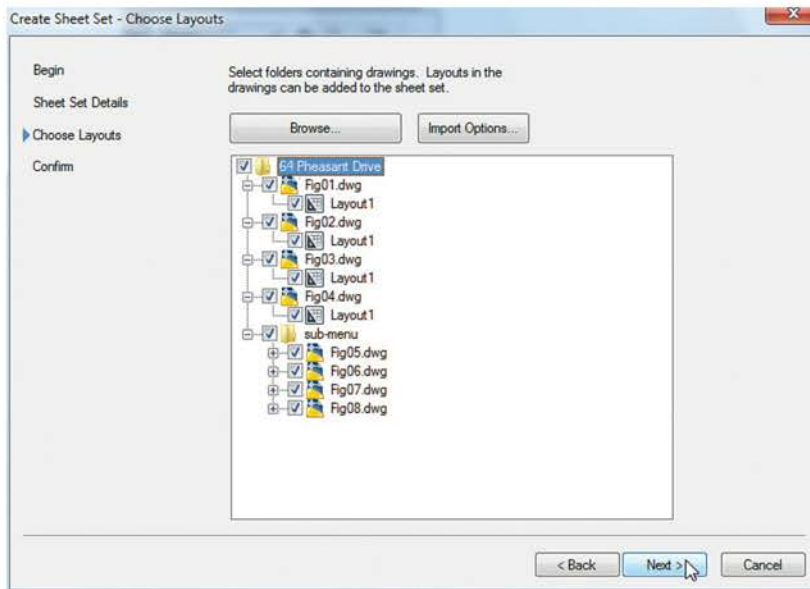 Create Sheet Set - Choose Layouts
Begin
Sheet Set Details
Choose Layouts
Confirm
Select folders containing drawings. Layouts in the
drawings can be added to the sheet set.
Browse... Import Options...
64 Pheasant Drive
Fig01.dwg
Layout1
Fig02.dwg
Layout1
Fig03.dwg
Layout1
Fig04.dwg
Layout1
sub-menu
Fig05.dwg
Fig06.dwg
Fig07.dwg
Fig08.dwg
< Back Next > Cancel